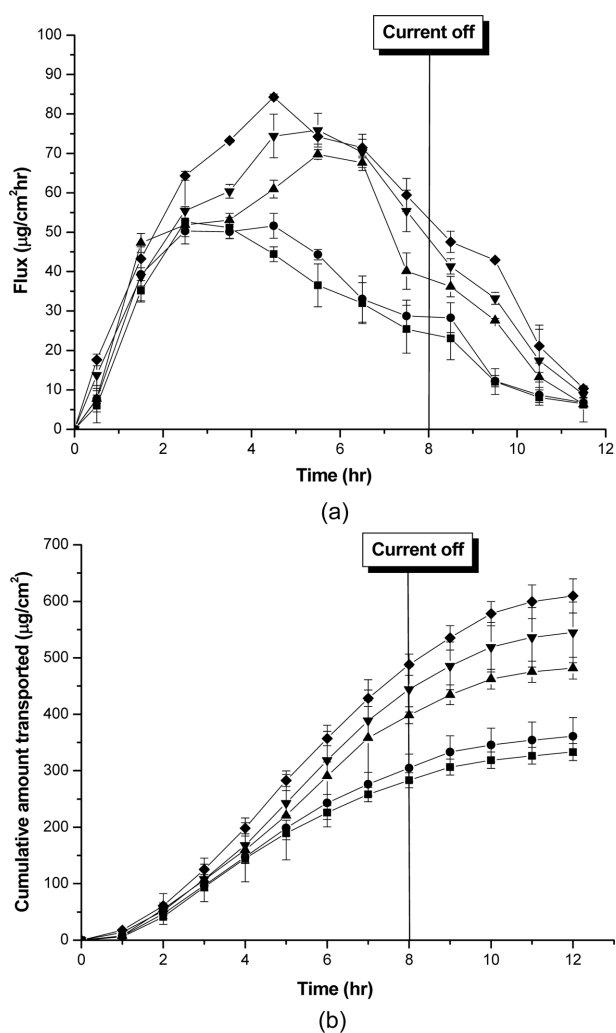 Current off
100
90
80
70
60
50
40
30
20
10
0
Flux (μg/cm²hr)
0 2 4 6 8 10 12
Time (hr)
(a)
Current off
700
600
500
400
300
200
100
0
Cumulative amount transported (μg/cm²)
0 2 4 6 8 10 12
Time (hr)
(b)